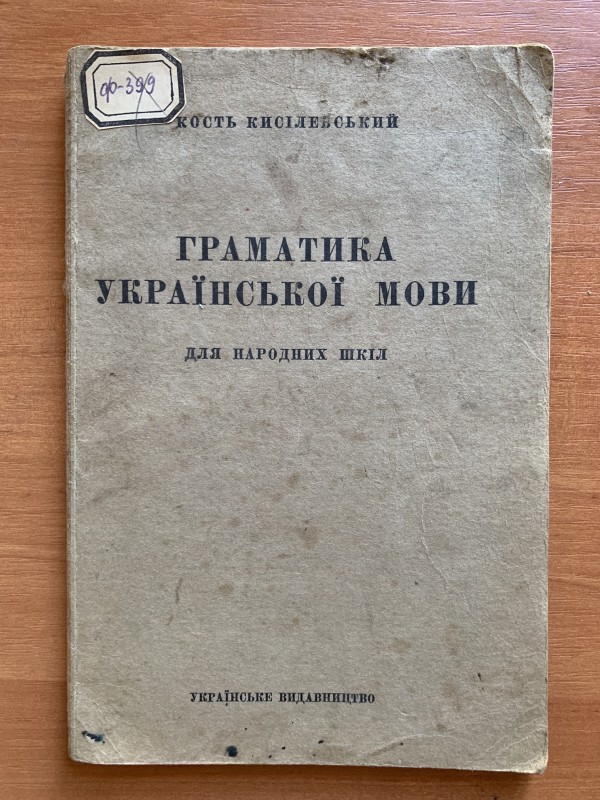 ф-399
КОСТЬ КИСІЛЕВСЬКИЙ
ГРАМАТИКА
УКРАЇНСЬКОЇ МОВИ
ДЛЯ НАРОДНИХ ШКІЛ
УКРАЇНСЬКЕ ВИДАВНИЦТВО